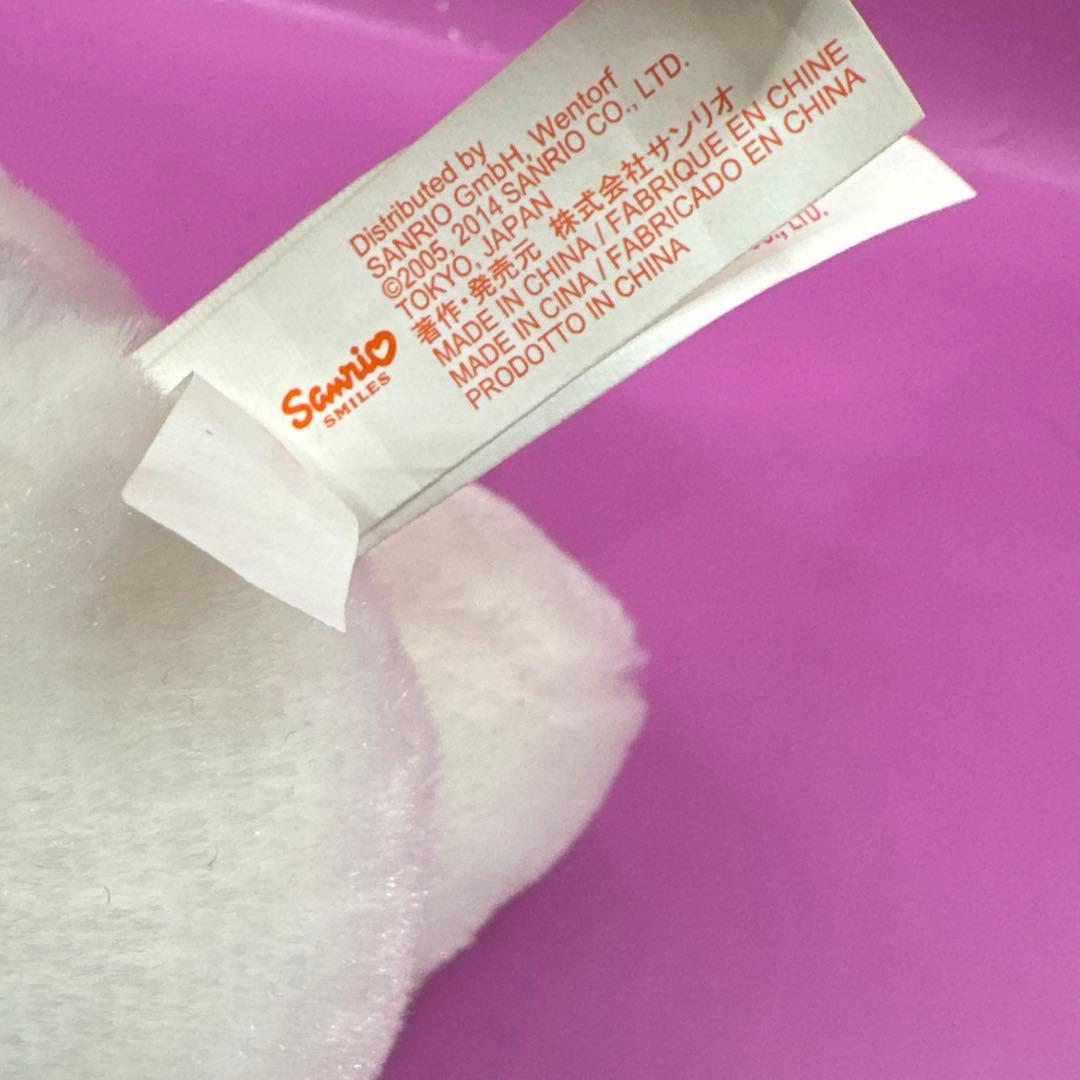 Distributed by
SANRIO GmbH, Wentorf
©2005, 2014 SANRIO CO., LTD.
TOKYO, JAPAN
著作・発売元 株式会社サンリオ
MADE IN CHINA / FABRIQUE EN CHINE
MADE IN CINA / FABRICADO EN CHINA
PRODOTTO IN CHINA
Sanrio
SMILES
LTD.